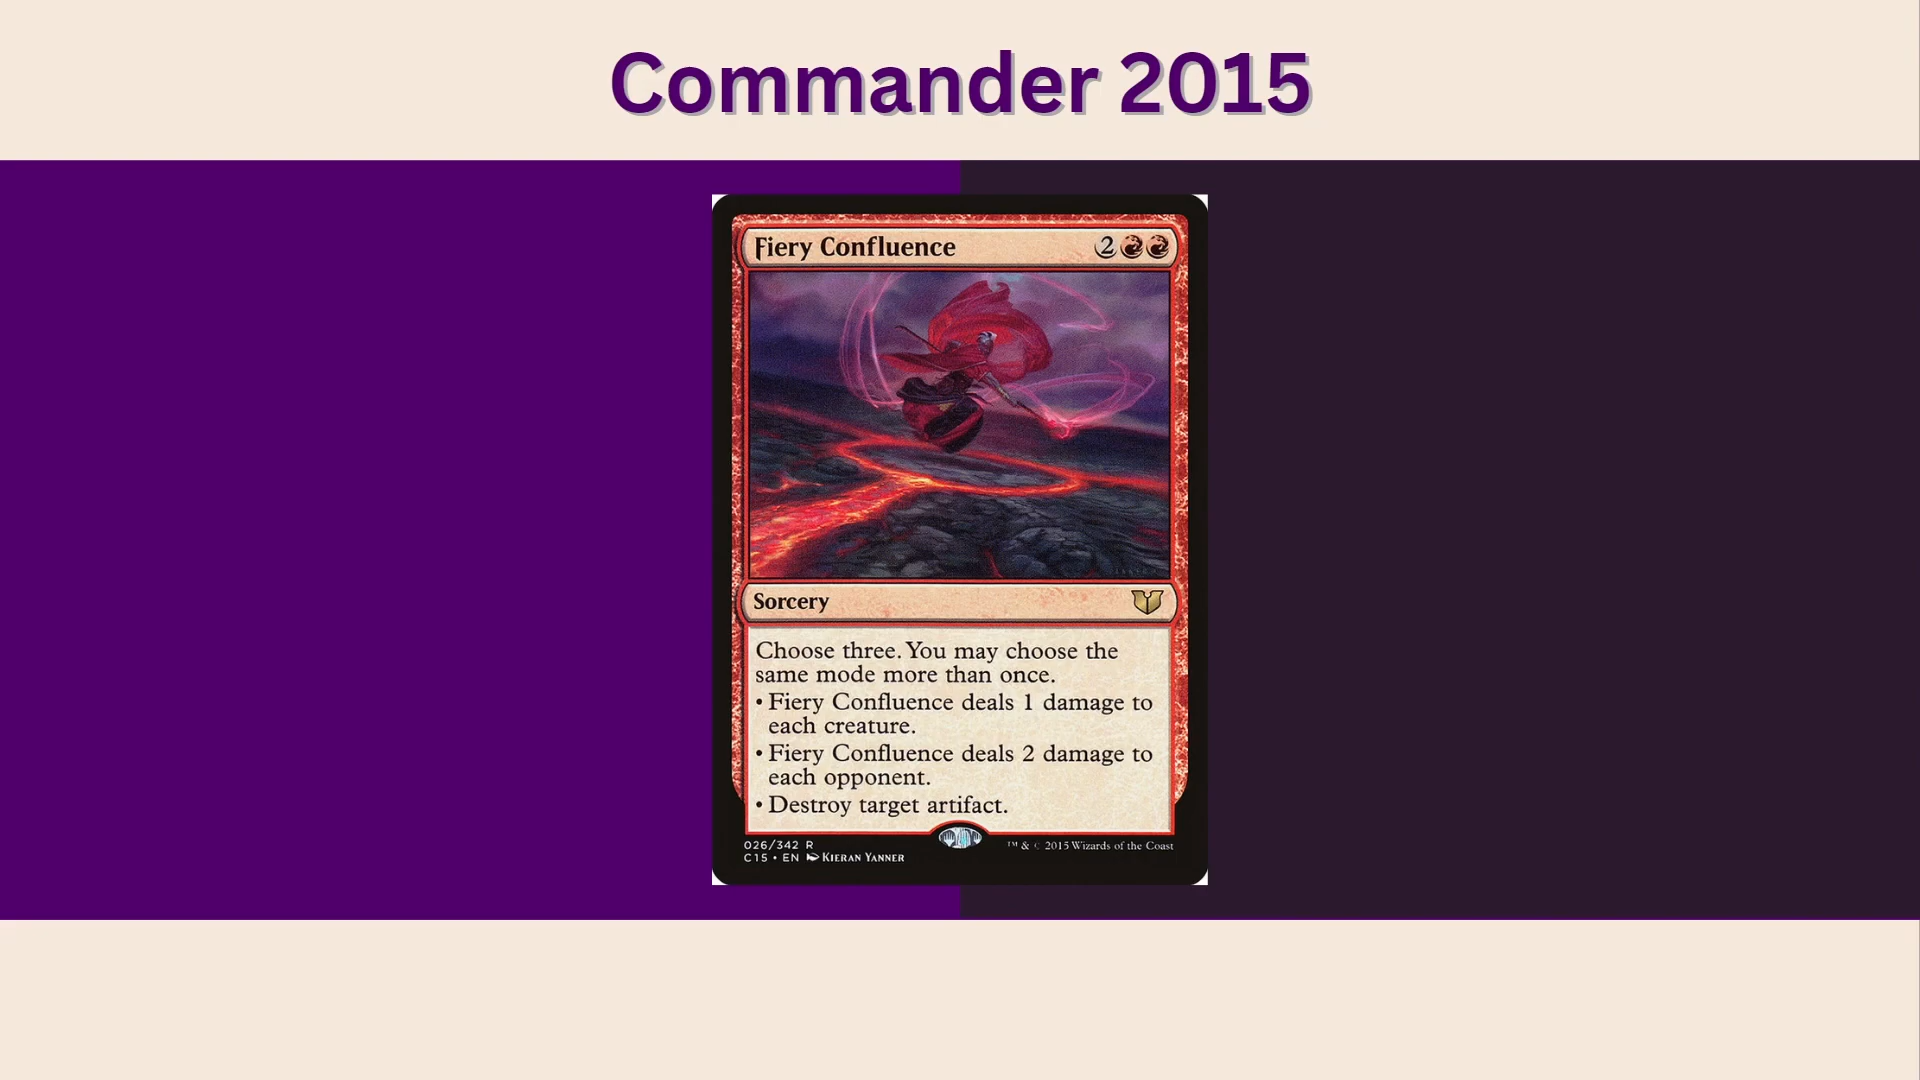 Commander 2015
Fiery Confluence 2
Sorcery
Choose three. You may choose the
same mode more than once.
• Fiery Confluence deals 1 damage to
each creature.
• Fiery Confluence deals 2 damage to
each opponent.
• Destroy target artifact.
026/342 R
C15 • EN KIERAN YANNER
™ & © 2015 Wizards of the Coast